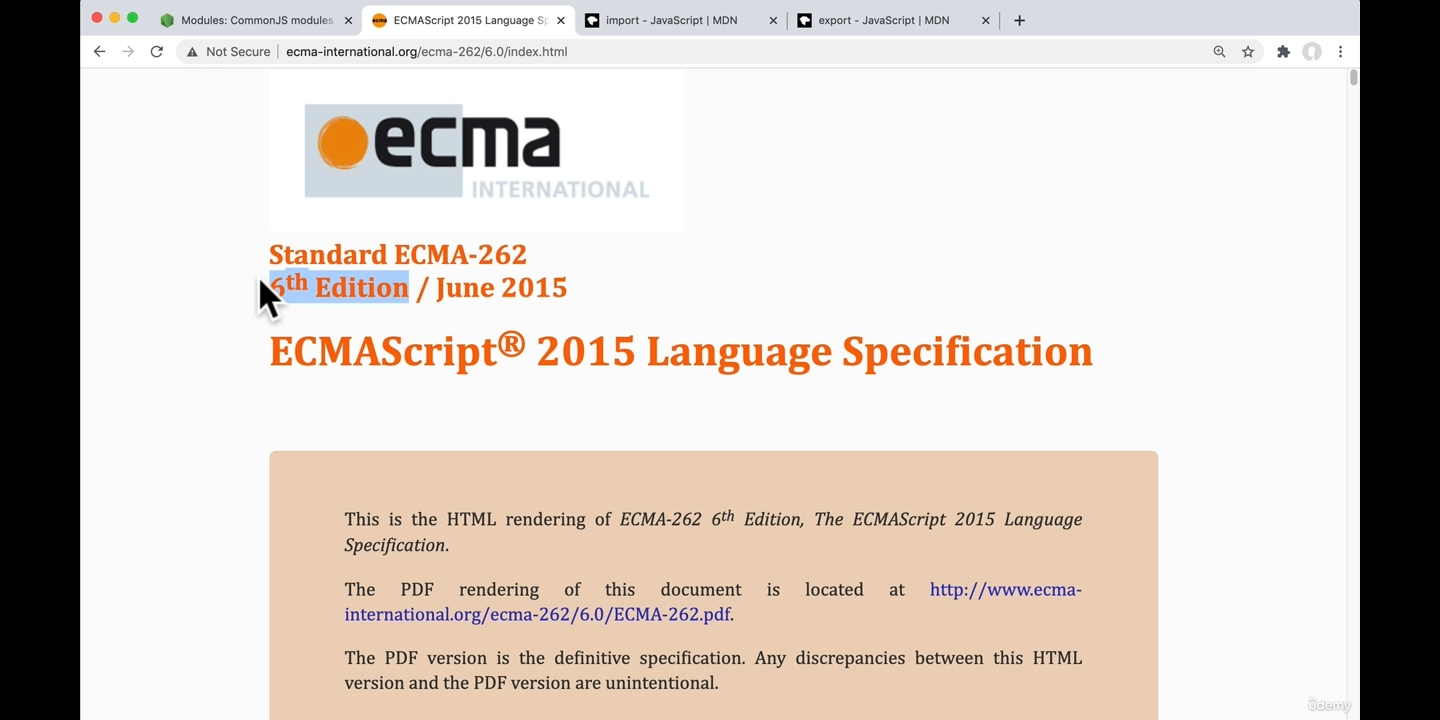 Modules: CommonJS modules
ECMAScript 2015 Language Sp
import - JavaScript | MDN
export - JavaScript | MDN
Not Secure
ecma-international.org/ecma-262/6.0/index.html
ecma
INTERNATIONAL
Standard ECMA-262
6th Edition / June 2015
ECMAScript® 2015 Language Specification
This is the HTML rendering of ECMA-262 6th Edition, The ECMAScript 2015 Language
Specification.
The PDF rendering of this document is located at http://www.ecma-
international.org/ecma-262/6.0/ECMA-262.pdf.
The PDF version is the definitive specification. Any discrepancies between this HTML
version and the PDF version are unintentional.
ûdemy